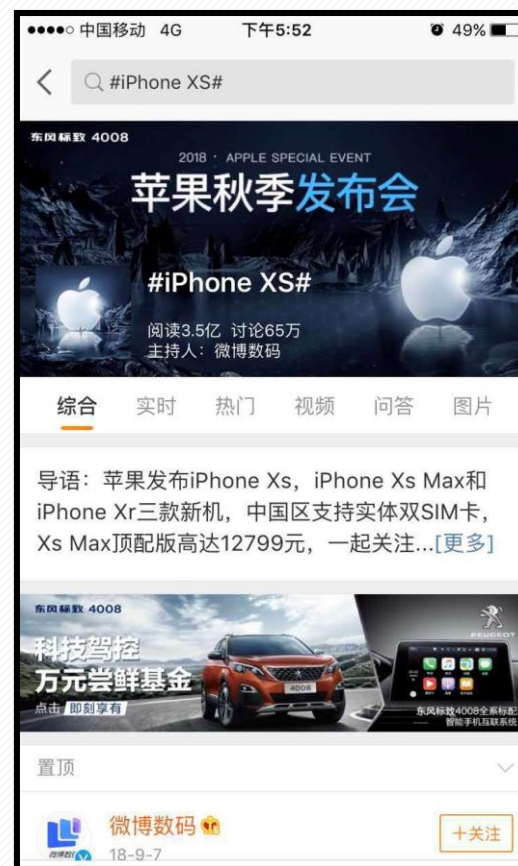 中国移动 4G 下午5:52 49%
#iPhone XS#
东风标致 4008
2018 · APPLE SPECIAL EVENT
苹果秋季发布会
#iPhone XS#
阅读3.5亿 讨论65万
主持人：微博数码
综合 实时 热门 视频 问答 图片
导语：苹果发布iPhone Xs，iPhone Xs Max和
iPhone Xr三款新机，中国区支持实体双SIM卡，
Xs Max顶配版高达12799元，一起关注...[更多]
东风标致 4008
PEUGEOT
科技驾控
万元尝鲜基金
点击 即刻享有
4008
东风标致4008全系标配
智能手机互联系统
置顶
微博数码
+关注
18-9-7